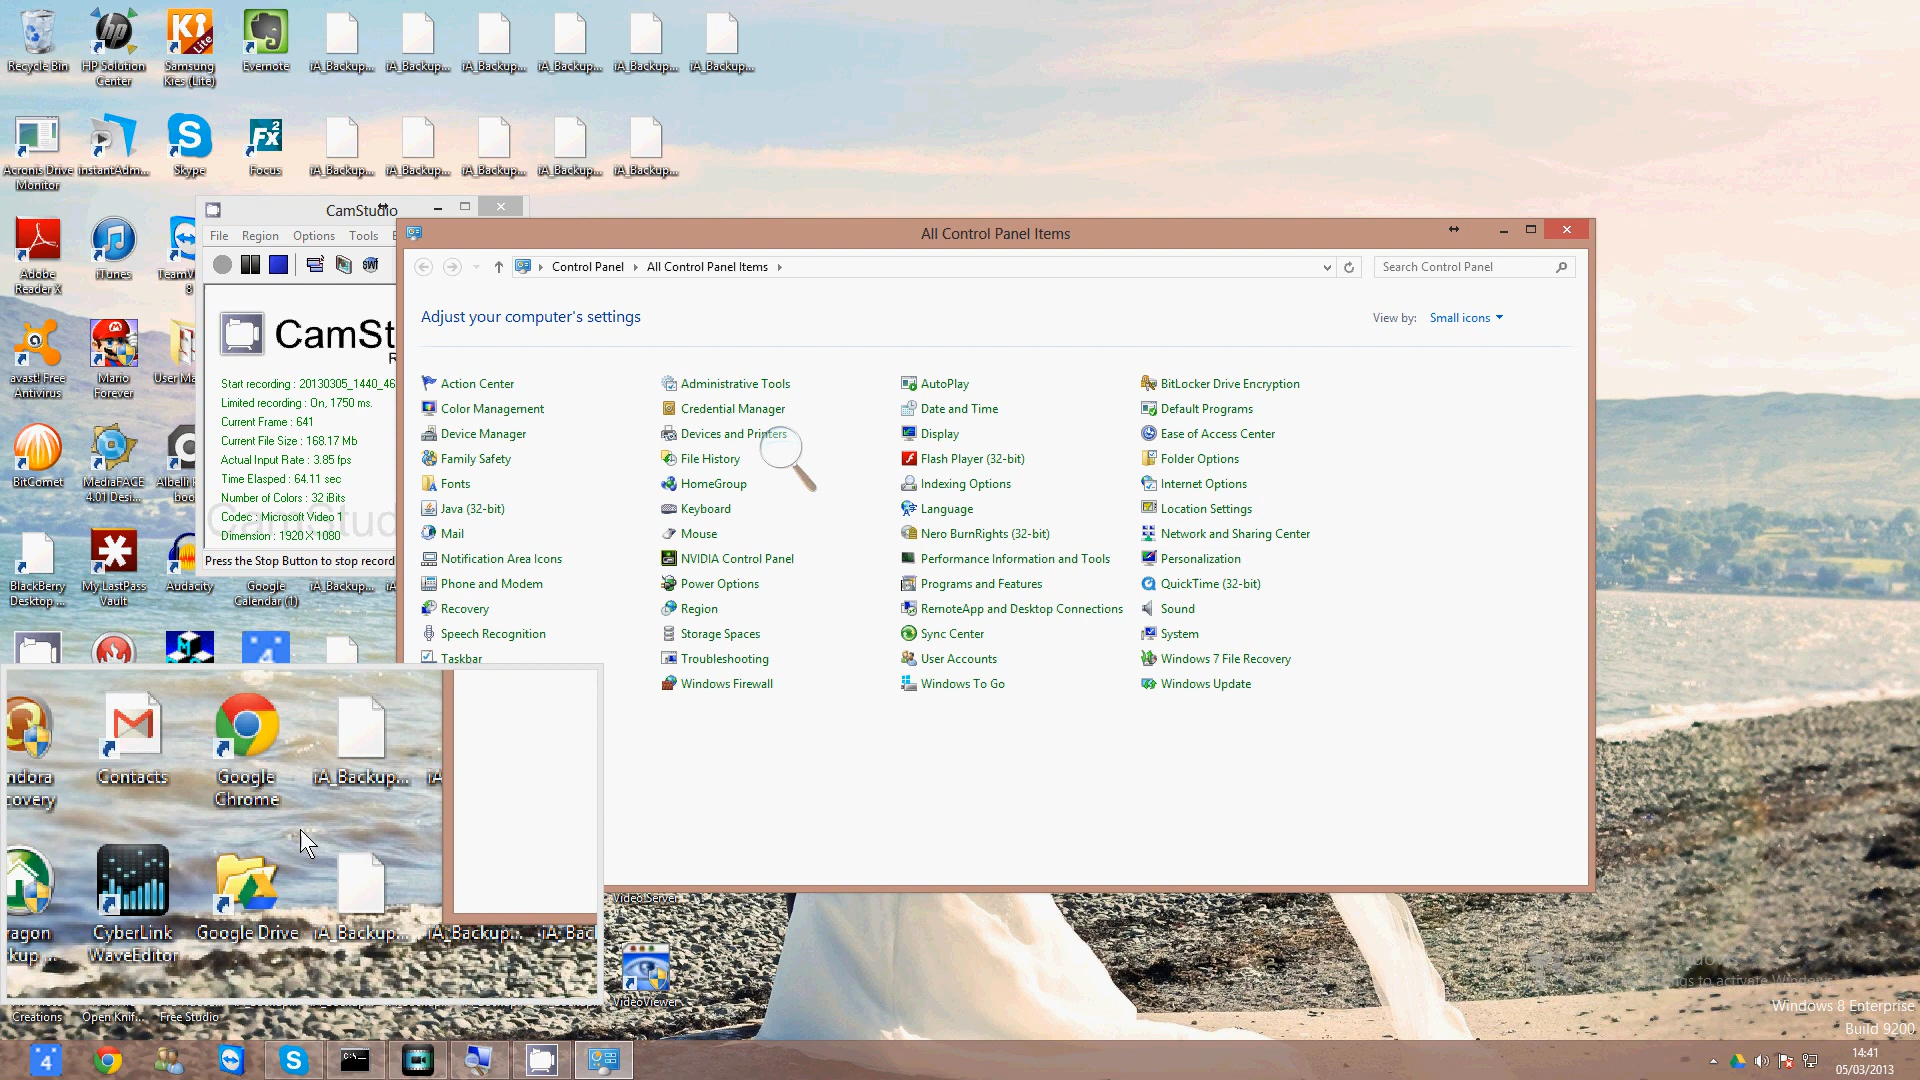 Recycle Bin
HP Solution Center
Samsung Kies (Lite)
Evernote
iA_Backup...
iA_Backup...
iA_Backup...
iA_Backup...
iA_Backup...
iA_Backup...
Acronis Drive Monitor
instantAdm...
Skype
Focus
iA_Backup...
iA_Backup...
iA_Backup...
iA_Backup...
iA_Backup...
Adobe Reader X
iTunes
TeamV
8
avast! Free Antivirus
Mario Forever
User Ma
BitComet
MediaFACE 4.01 Desi...
Albelli
boo
BlackBerry Desktop ...
My LastPass Vault
Audacity
Google Calendar (1)
iA_Backup...
CamStudio
File Region Options Tools
CamSt
Start recording : 20130305_1440_46
Limited recording : On, 1750 ms.
Current Frame : 641
Current File Size : 168.17 Mb
Actual Input Rate : 3.85 fps
Time Elasped : 64.11 sec
Number of Colors : 32 iBits
Codec : Microsoft Video 1
Dimension : 1920 X 1080
Press the Stop Button to stop record
All Control Panel Items
Control Panel All Control Panel Items
Search Control Panel
Adjust your computer's settings
View by: Small icons
Action Center
Administrative Tools
AutoPlay
BitLocker Drive Encryption
Color Management
Credential Manager
Date and Time
Default Programs
Device Manager
Devices and Printers
Display
Ease of Access Center
Family Safety
File History
Flash Player (32-bit)
Folder Options
Fonts
HomeGroup
Indexing Options
Internet Options
Java (32-bit)
Keyboard
Language
Location Settings
Mail
Mouse
Nero BurnRights (32-bit)
Network and Sharing Center
Notification Area Icons
NVIDIA Control Panel
Performance Information and Tools
Personalization
Phone and Modem
Power Options
Programs and Features
QuickTime (32-bit)
Recovery
Region
RemoteApp and Desktop Connections
Sound
Speech Recognition
Storage Spaces
Sync Center
System
Taskbar
Troubleshooting
User Accounts
Windows 7 File Recovery
Windows Firewall
Windows To Go
Windows Update
ndora
covery
Contacts
Google Chrome
iA_Backup...
iA
ragon
kup ...
CyberLink WaveEditor
Google Drive
iA_Backup...
iA_Backup...
iA_Back
Video Server
VideoViewer
Creations
Open Knif...
Free Studio
Windows 8 Enterprise
Build 9200
14:41
05/03/2013